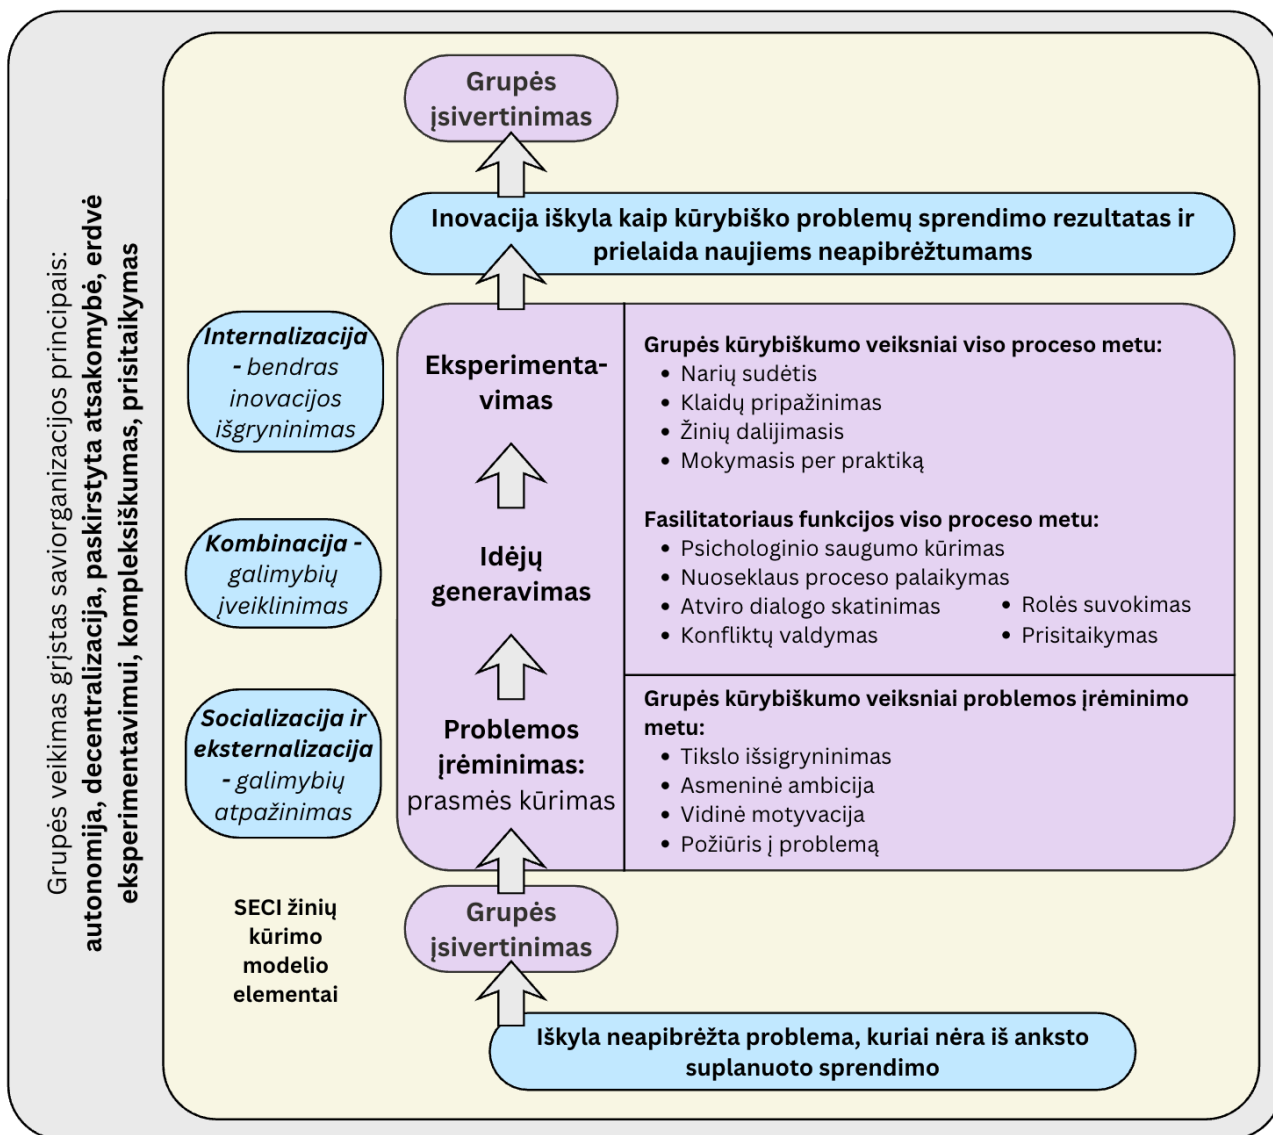 Grupės veikimas grįstas saviorganizacijos principais:
autonomija, decentralizacija, paskirstyta atsakomybė, erdvė
eksperimentavimui, kompleksiškumas, prisitaikymas
Grupės
įsivertinimas
Inovacija iškyla kaip kūrybiško problemų sprendimo rezultatas ir
prielaida naujiems neapibrėžtumams
Internalizacija
- bendras
inovacijos
išgryninimas
Eksperimenta-
vimas
Grupės kūrybiškumo veiksniai viso proceso metu:
• Narių sudėtis
• Klaidų pripažinimas
• Žinių dalijimasis
• Mokymasis per praktiką
Kombinacija -
galimybių
įveiklinimas
Idėjų
generavimas
Fasilitatoriaus funkcijos viso proceso metu:
• Psichologinio saugumo kūrimas
• Nuoseklaus proceso palaikymas
• Atviro dialogo skatinimas
• Konfliktų valdymas
• Rolės suvokimas
• Prisitaikymas
Socializacija ir
eksternalizacija
- galimybių
atpažinimas
Problemos
įrėminimas:
prasmės kūrimas
Grupės kūrybiškumo veiksniai problemos įrėminimo
metu:
• Tikslo išsigryninimas
• Asmeninė ambicija
• Vidinė motyvacija
• Požiūris į problemą
SECI žinių
kūrimo
modelio
elementai
Grupės
įsivertinimas
Iškyla neapibrėžta problema, kuriai nėra iš anksto
suplanuoto sprendimo